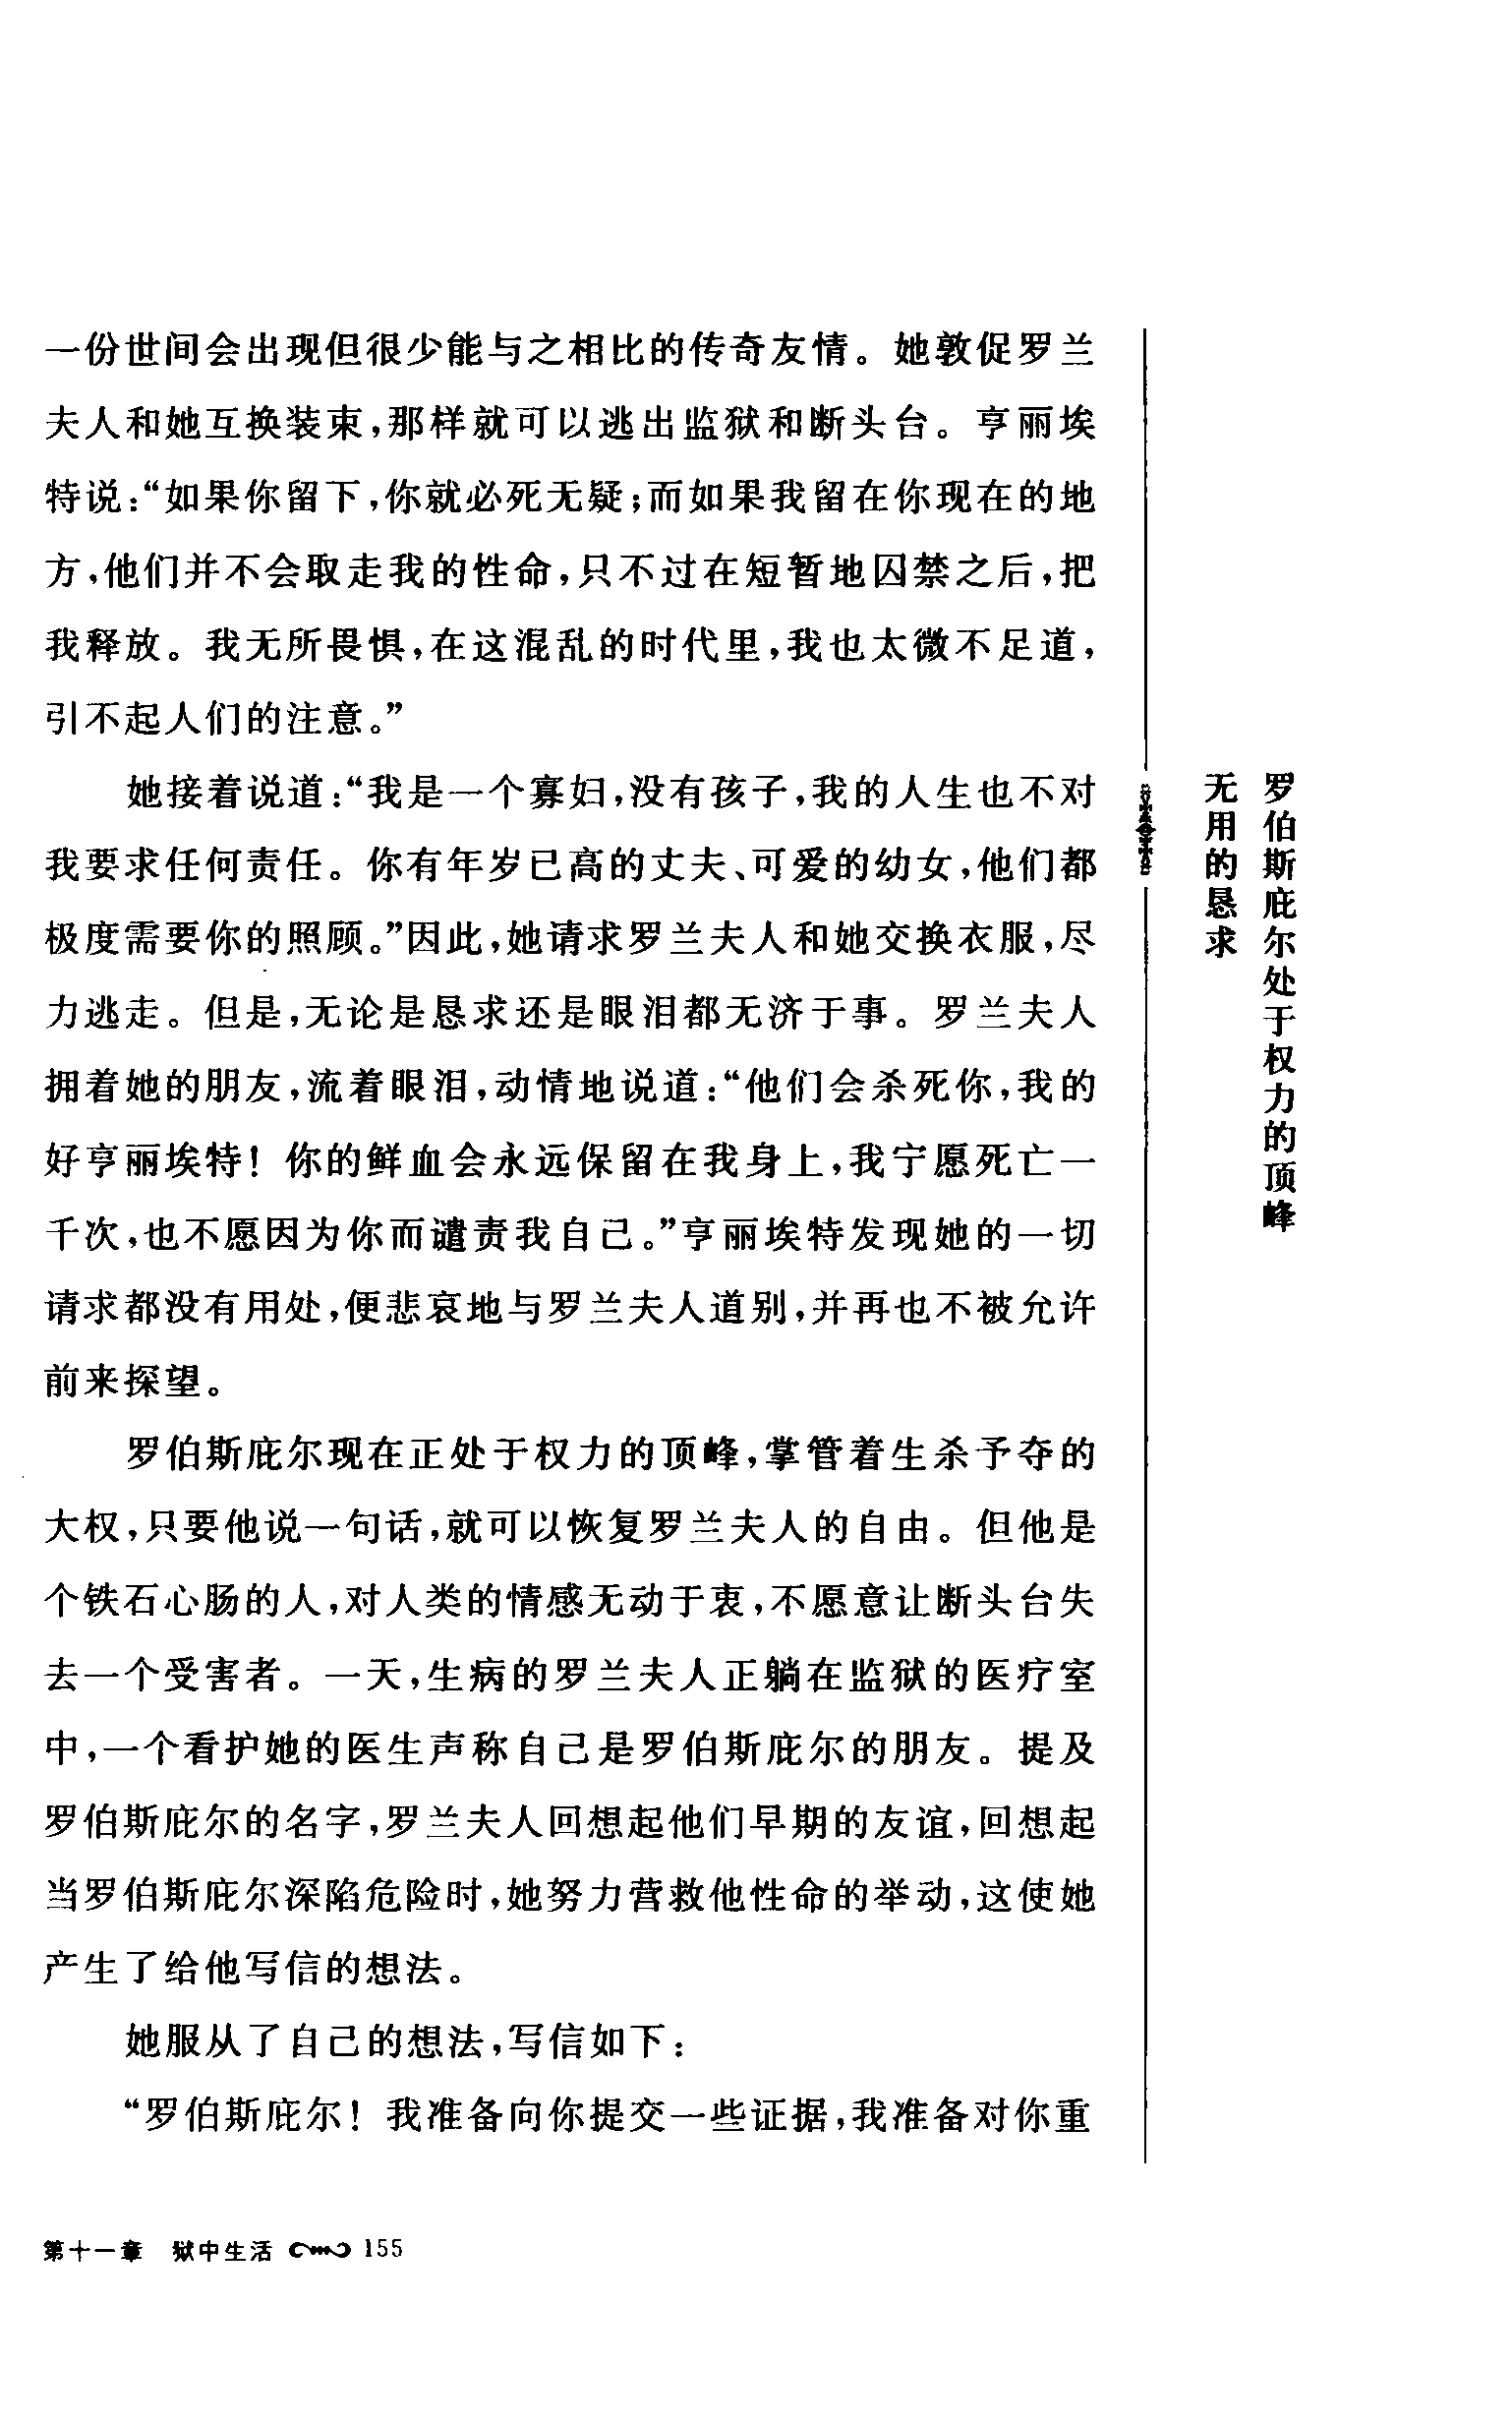 一份世间会出现但很少能与之相比的传奇友情。她敦促罗兰
夫人和她互换装束,那样就可以逃出监狱和断头台。亨丽埃
特说:“如果你留下,你就必死无疑;而如果我留在你现在的地
方,他们并不会取走我的性命,只不过在短暂地囚禁之后,把
我释放。我无所畏惧,在这混乱的时代里,我也太微不足道,
引不起人们的注意。”
她接着说道:“我是一个寡妇,没有孩子,我的人生也不对
我要求任何责任。你有年岁已高的丈夫、可爱的幼女,他们都
极度需要你的照顾。”因此,她请求罗兰夫人和她交换衣服,尽
力逃走。但是,无论是恳求还是眼泪都无济于事。罗兰夫人
拥着她的朋友,流着眼泪,动情地说道:“他们会杀死你,我的
好亨丽埃特!你的鲜血会永远保留在我身上,我宁愿死亡一
千次,也不愿因为你而谴责我自己。”亨丽埃特发现她的一切
请求都没有用处,便悲哀地与罗兰夫人道别,并再也不被允许
前来探望。
罗伯斯庇尔现在正处于权力的顶峰,掌管着生杀予夺的
大权,只要他说一句话,就可以恢复罗兰夫人的自由。但他是
个铁石心肠的人,对人类的情感无动于衷,不愿意让断头台失
去一个受害者。一天,生病的罗兰夫人正躺在监狱的医疗室
中,一个看护她的医生声称自己是罗伯斯庇尔的朋友。提及
罗伯斯庇尔的名字,罗兰夫人回想起他们早期的友谊,回想起
当罗伯斯庇尔深陷危险时,她努力营救他性命的举动,这使她
产生了给他写信的想法。
她服从了自己的想法,写信如下:
“罗伯斯庇尔!我准备向你提交一些证据,我准备对你重
罗伯斯庇尔处于权力的顶峰
无用的恳求
第十一章 狱中生活 155